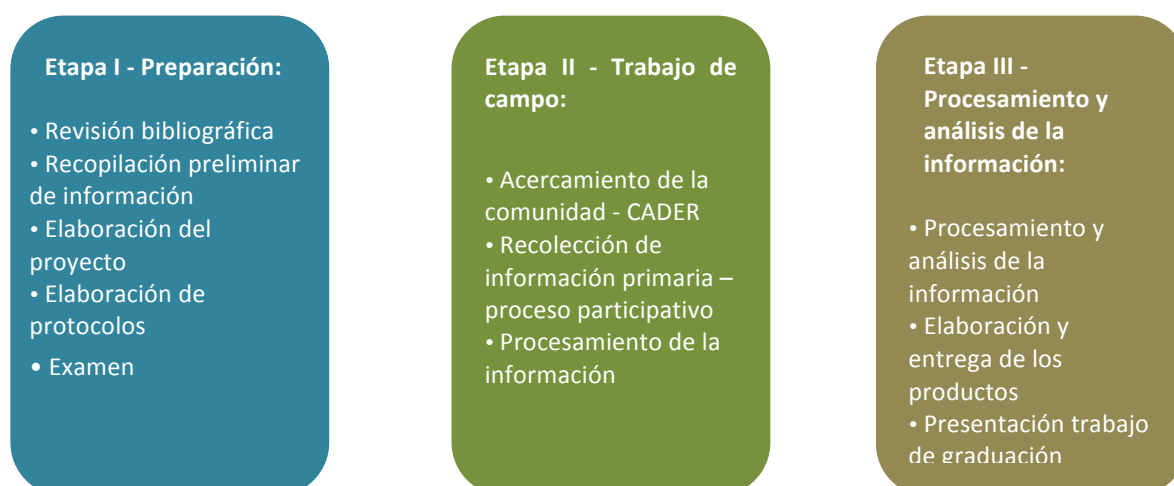 Etapa I - Preparación:
• Revisión bibliográfica
• Recopilación preliminar
de información
• Elaboración del
proyecto
• Elaboración de
protocolos
• Examen
Etapa II - Trabajo de
campo:
• Acercamiento de la
comunidad - CADER
• Recolección de
información primaria –
proceso participativo
• Procesamiento de la
información
Etapa III -
Procesamiento y
análisis de la
información:
• Procesamiento y
análisis de la
información
• Elaboración y
entrega de los
productos
• Presentación trabajo
de graduación